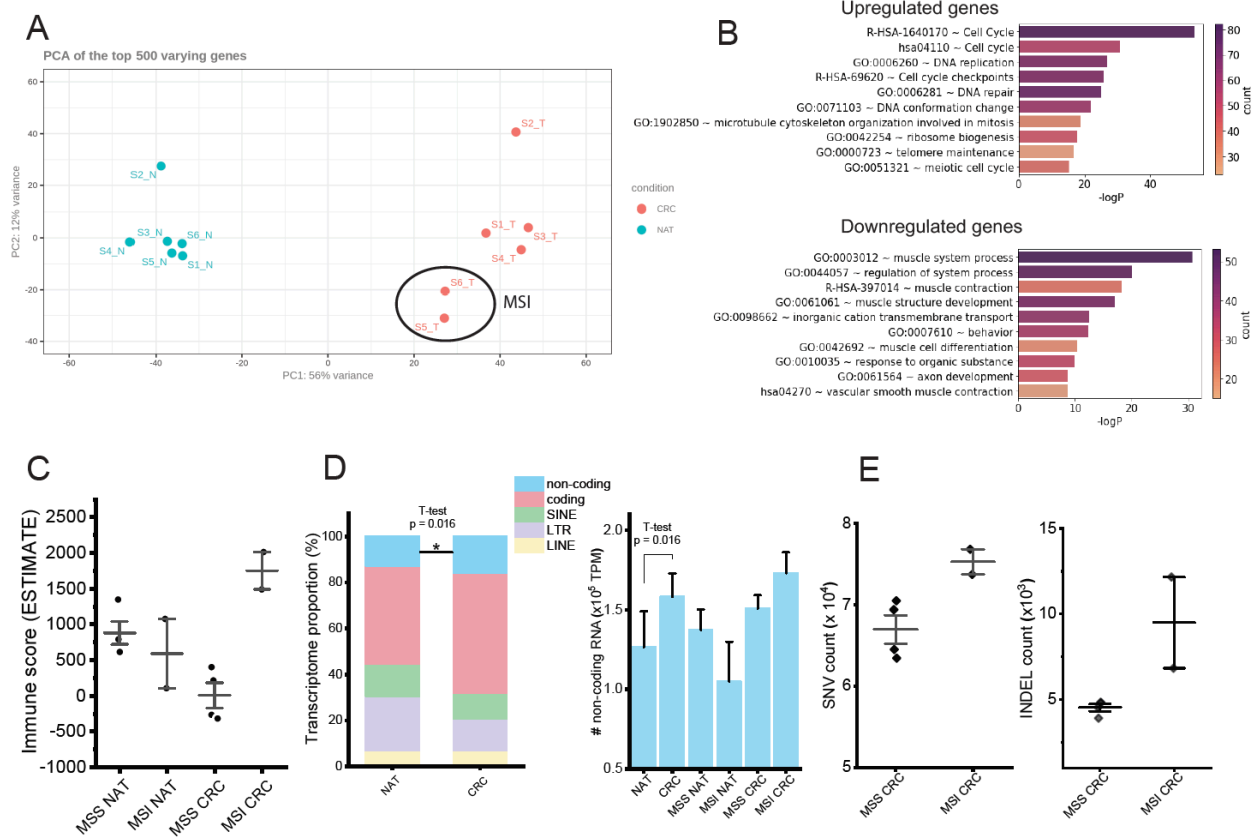 A
PCA of the top 500 varying genes
60
40
20
0
-20
-40
PC2: 12% variance
-60
-40
-20
0
20
40
60
PC1: 56% variance
S2_N
S3_N
S6_N
S4_N
S5_N
S1_N
S2_T
S1_T
S3_T
S4_T
S6_T
S5_T
MSI
condition
CRC
NAT
B
Upregulated genes
R-HSA-1640170 ~ Cell Cycle
hsa04110 ~ Cell cycle
GO:0006260 ~ DNA replication
R-HSA-69620 ~ Cell cycle checkpoints
GO:0006281 ~ DNA repair
GO:0071103 ~ DNA conformation change
GO:1902850 ~ microtubule cytoskeleton organization involved in mitosis
GO:0042254 ~ ribosome biogenesis
GO:0000723 ~ telomere maintenance
GO:0051321 ~ meiotic cell cycle
0
20
40
-logP
80
70
60
50
40
30
count
Downregulated genes
GO:0003012 ~ muscle system process
GO:0044057 ~ regulation of system process
R-HSA-397014 ~ muscle contraction
GO:0061061 ~ muscle structure development
GO:0098662 ~ inorganic cation transmembrane transport
GO:0007610 ~ behavior
GO:0042692 ~ muscle cell differentiation
GO:0010035 ~ response to organic substance
GO:0061564 ~ axon development
hsa04270 ~ vascular smooth muscle contraction
0
10
20
30
-logP
50
40
30
20
count
C
Immune score (ESTIMATE)
2500
2000
1500
1000
500
0
-500
-1000
MSS NAT
MSI NAT
MSS CRC
MSI CRC
D
non-coding
coding
SINE
LTR
LINE
T-test
p = 0.016
*
Transcriptome proportion (%)
100
80
60
40
20
0
NAT
CRC
T-test
p = 0.016
# non-coding RNA (x10⁵ TPM)
2.0
1.5
1.0
0.5
NAT
CRC
MSS NAT
MSI NAT
MSS CRC
MSI CRC
E
SNV count (x 10⁴)
8
7
6
5
MSS CRC
MSI CRC
INDEL count (x10³)
15
10
5
MSS CRC
MSI CRC